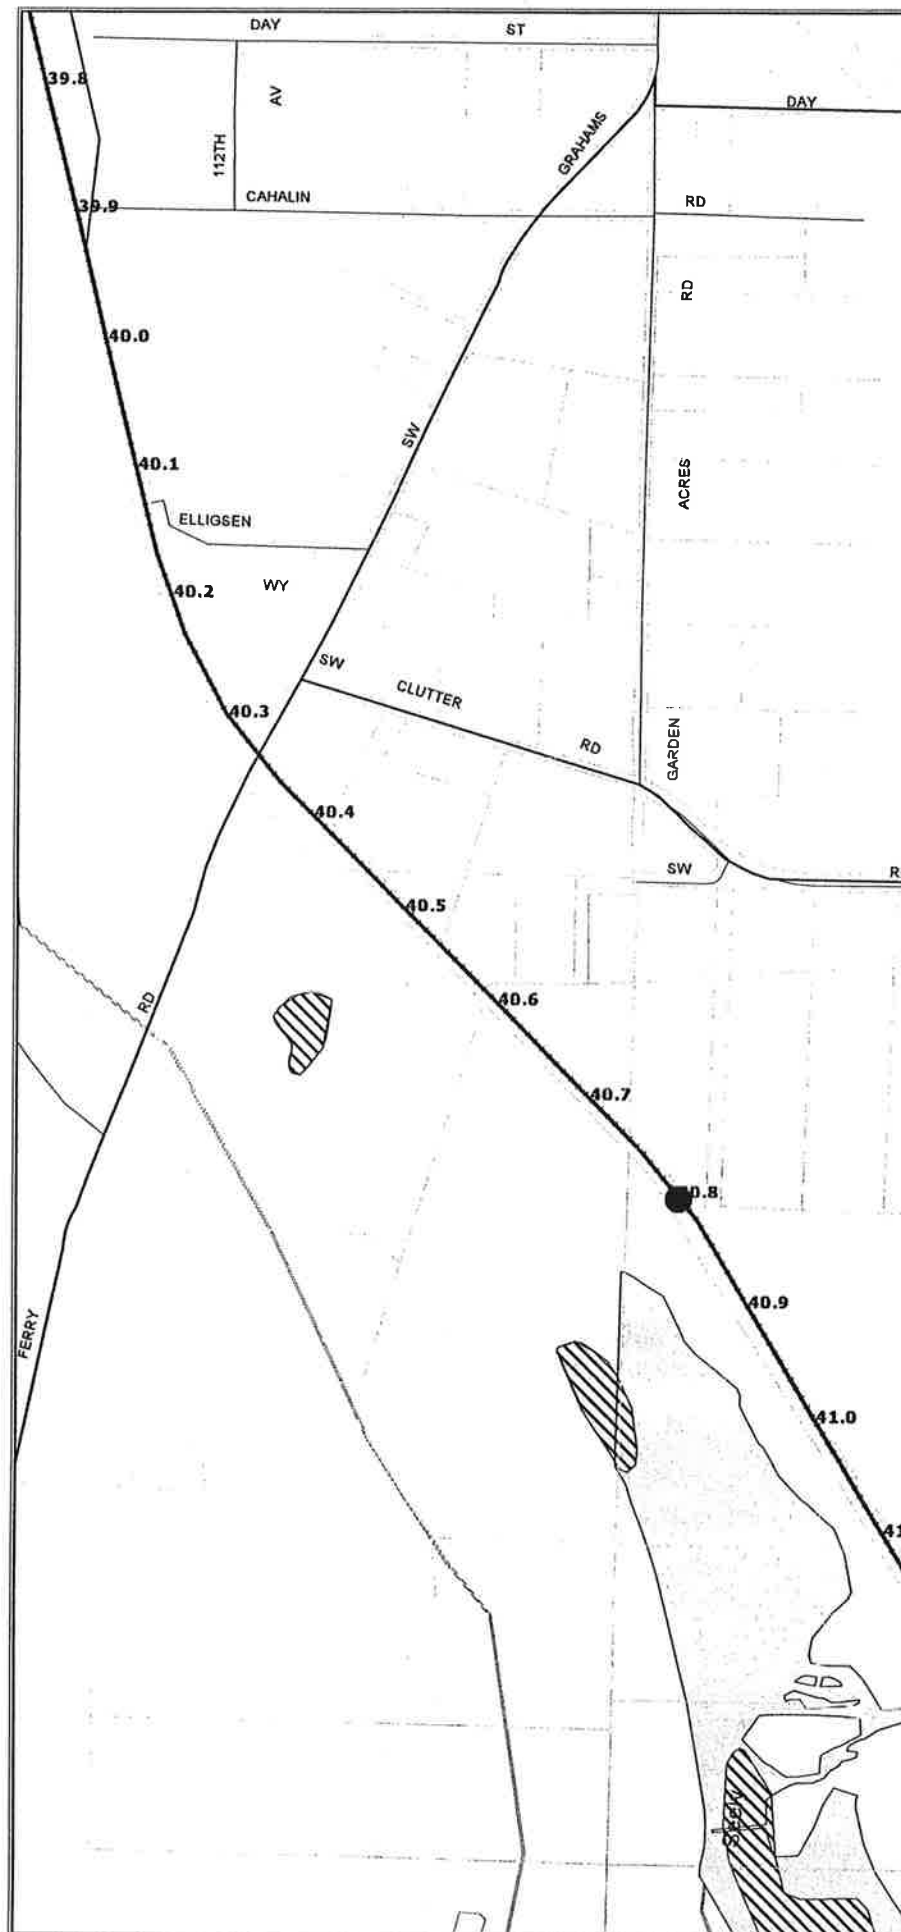 DAY ST
39.8
AV
DAY
GRAHAMS
112TH
CAHALIN
RD
39.9
RD
40.0
SW
40.1
ACRES
ELLIGSEN
WY
40.2
SW
CLUTTER
40.3
RD
GARDEN
40.4
SW
R
40.5
40.6
RD
40.7
0.8
40.9
FERRY
41.0
41